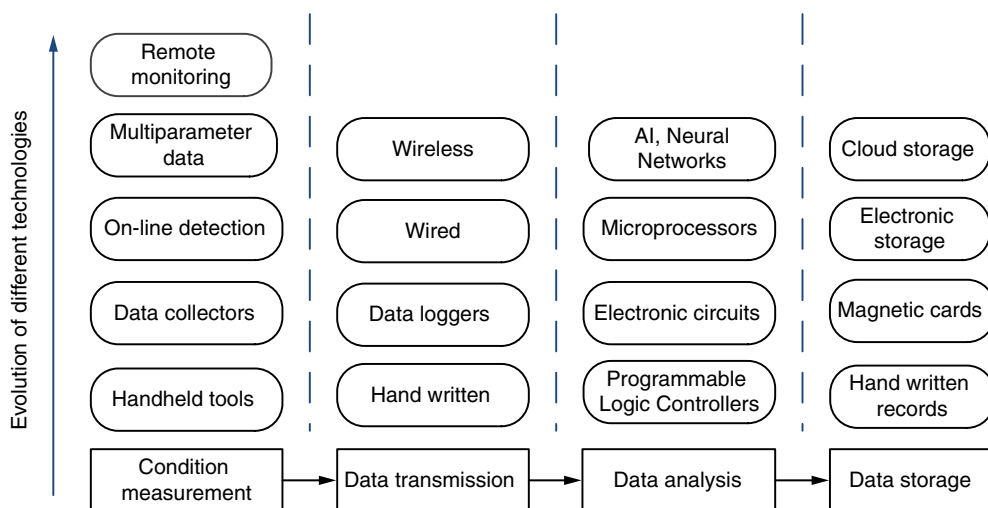 Evolution of different technologies
Remote
monitoring
Multiparameter
data
On-line detection
Data collectors
Handheld tools
Condition
measurement
Wireless
Wired
Data loggers
Hand written
Data transmission
AI, Neural
Networks
Microprocessors
Electronic circuits
Programmable
Logic Controllers
Data analysis
Cloud storage
Electronic
storage
Magnetic cards
Hand written
records
Data storage